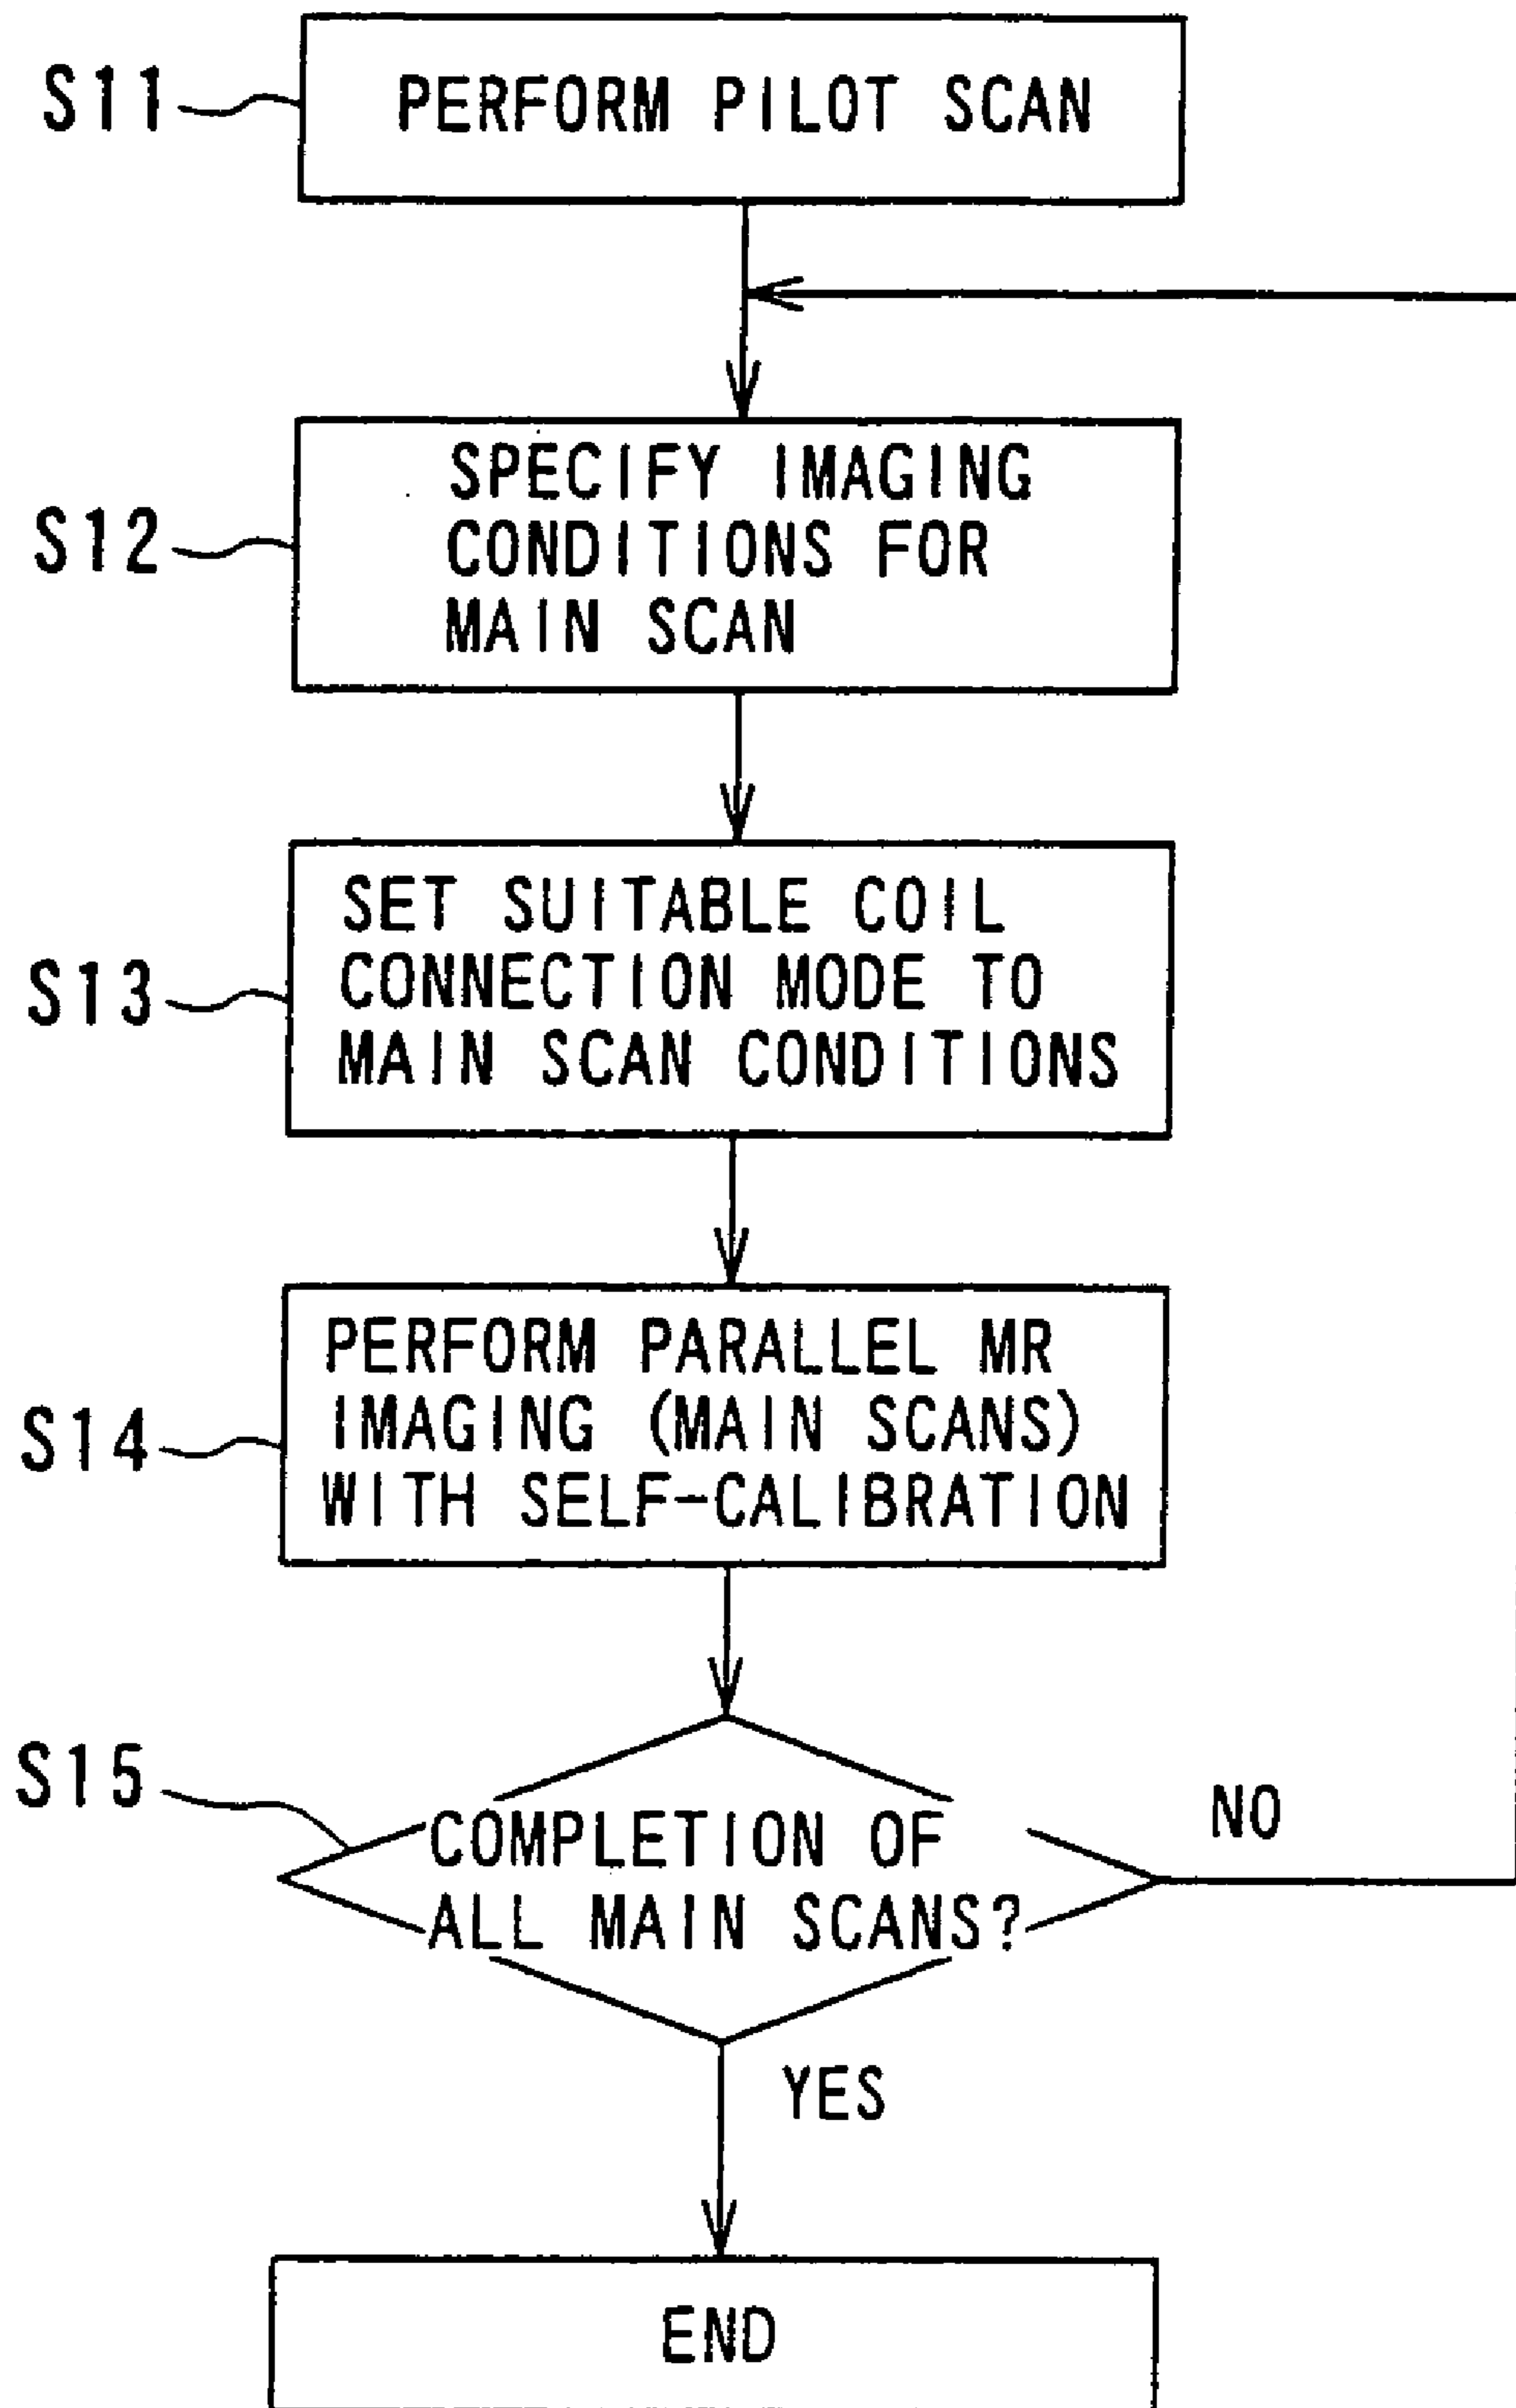 S11
PERFORM PILOT SCAN
S12
SPECIFY IMAGING
CONDITIONS FOR
MAIN SCAN
S13
SET SUITABLE COIL
CONNECTION MODE TO
MAIN SCAN CONDITIONS
S14
PERFORM PARALLEL MR
IMAGING (MAIN SCANS)
WITH SELF-CALIBRATION
S15
COMPLETION OF
ALL MAIN SCANS?
NO
YES
END